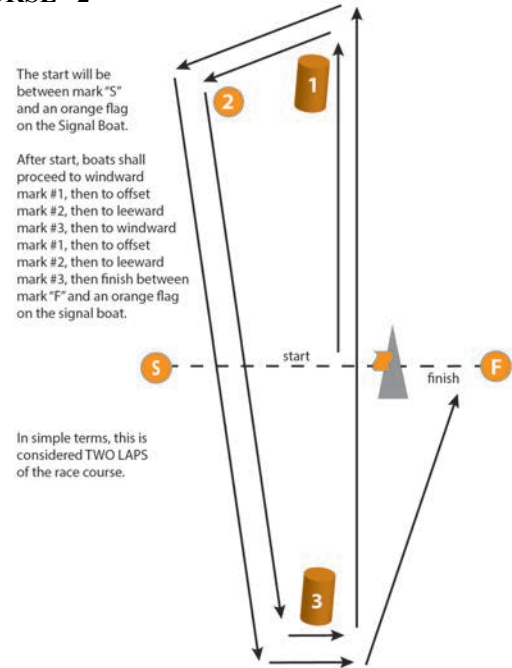 The start will be
between mark "S"
and an orange flag
on the Signal Boat.
After start, boats shall
proceed to windward
mark #1, then to offset
mark #2, then to leeward
mark #3, then to windward
mark #1, then to offset
mark #2, then to leeward
mark #3, then finish between
mark "F" and an orange flag
on the signal boat.
In simple terms, this is
considered TWO LAPS
of the race course.
1
2
S
start
F
finish
3